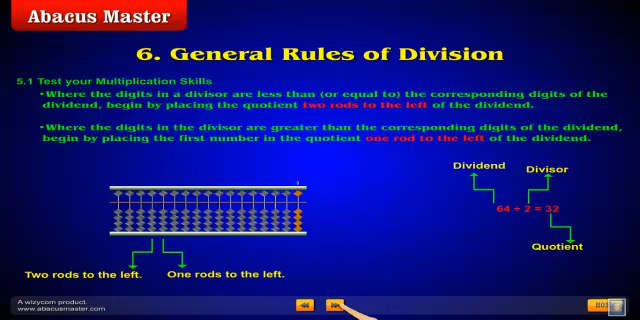 Abacus Master
6. General Rules of Division
5.1 Test your Multiplication Skills
•Where the digits in a divisor are less than (or equal to) the corresponding digits of the
dividend, begin by placing the quotient two rods to the left of the dividend.
•Where the digits in the divisor are greater than the corresponding digits of the dividend,
begin by placing the first number in the quotient one rod to the left of the dividend.
Dividend
Divisor
64 ÷ 2 = 32
Quotient
Two rods to the left.
One rods to the left.
A wizycom product.
www.abacusmaster.com